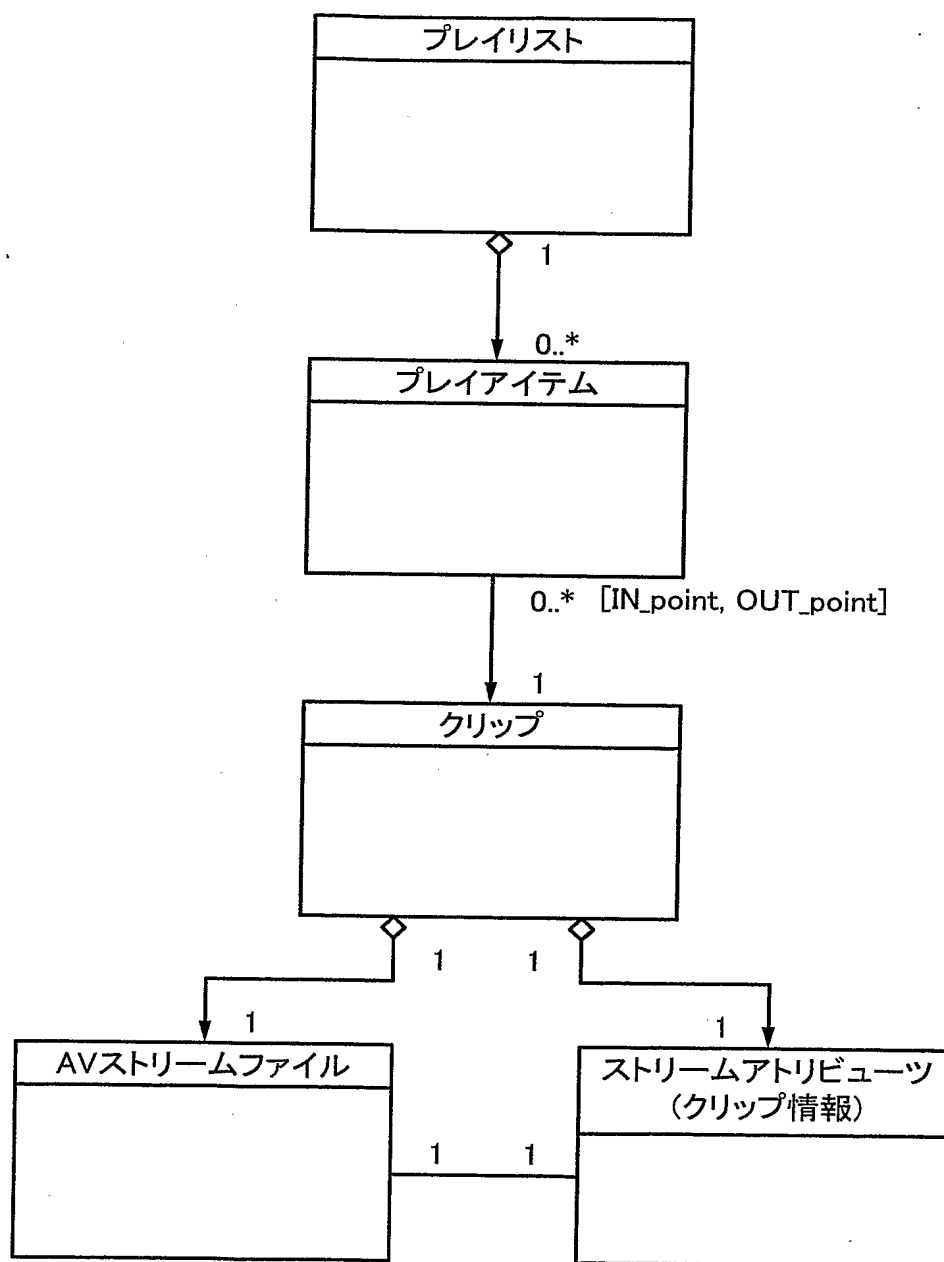 プレイリスト
1
0..*
プレイアイテム
0..* [IN_point, OUT_point]
1
クリップ
1 1
1 1
AVストリームファイル
ストリームアトリビューツ
(クリップ情報)
1 1